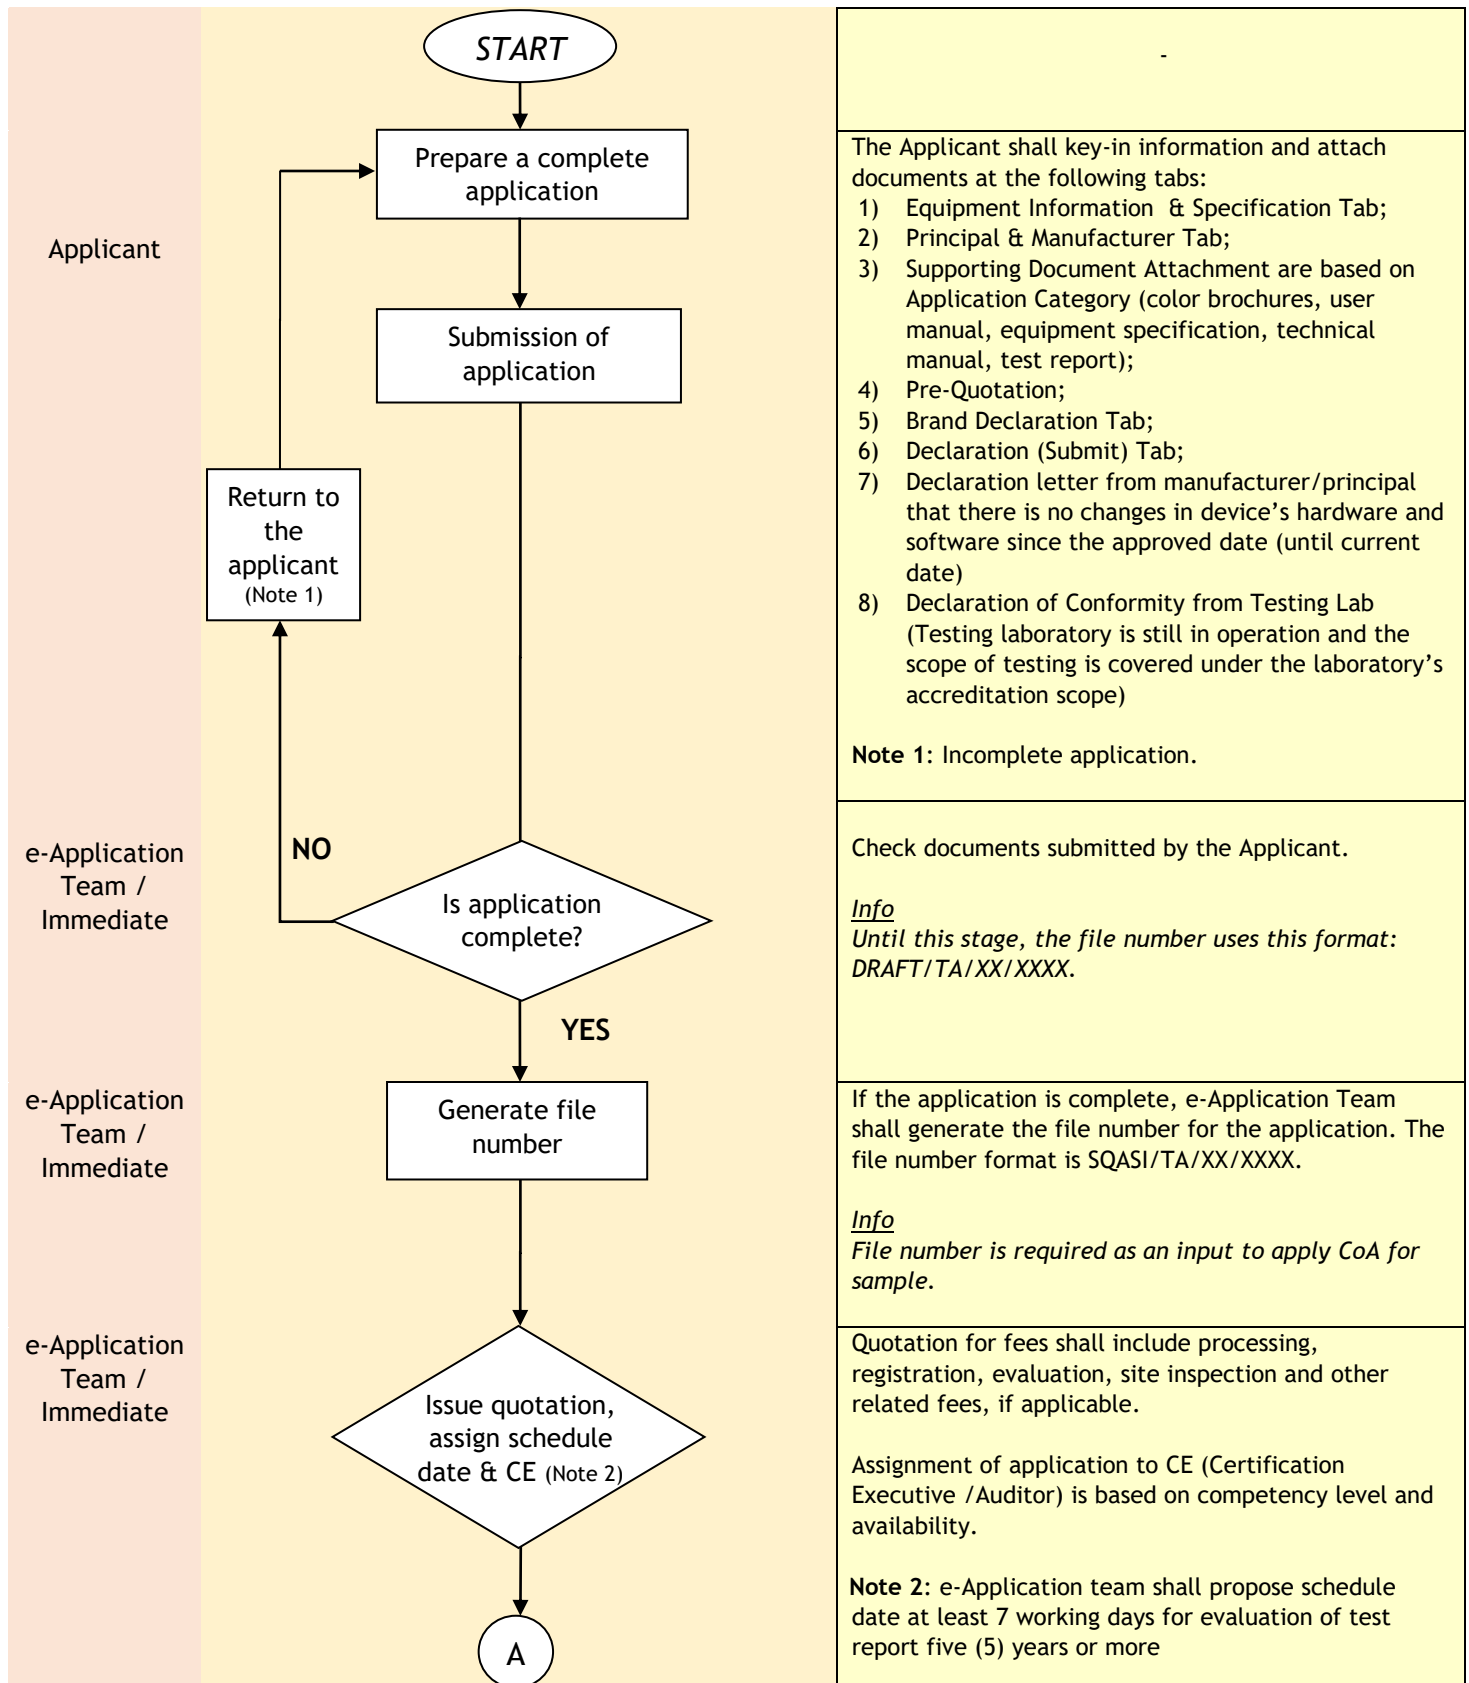 START
-
Applicant
Prepare a complete
application
Submission of
application
Return to
the
applicant
(Note 1)
The Applicant shall key-in information and attach
documents at the following tabs:
1) Equipment Information & Specification Tab;
2) Principal & Manufacturer Tab;
3) Supporting Document Attachment are based on
Application Category (color brochures, user
manual, equipment specification, technical
manual, test report);
4) Pre-Quotation;
5) Brand Declaration Tab;
6) Declaration (Submit) Tab;
7) Declaration letter from manufacturer/principal
that there is no changes in device’s hardware and
software since the approved date (until current
date)
8) Declaration of Conformity from Testing Lab
(Testing laboratory is still in operation and the
scope of testing is covered under the laboratory’s
accreditation scope)
Note 1: Incomplete application.
e-Application
Team /
Immediate
NO
Is application
complete?
YES
Check documents submitted by the Applicant.
Info
Until this stage, the file number uses this format:
DRAFT/TA/XX/XXXX.
e-Application
Team /
Immediate
Generate file
number
If the application is complete, e-Application Team
shall generate the file number for the application. The
file number format is SQASI/TA/XX/XXXX.
Info
File number is required as an input to apply CoA for
sample.
e-Application
Team /
Immediate
Issue quotation,
assign schedule
date & CE (Note 2)
A
Quotation for fees shall include processing,
registration, evaluation, site inspection and other
related fees, if applicable.
Assignment of application to CE (Certification
Executive /Auditor) is based on competency level and
availability.
Note 2: e-Application team shall propose schedule
date at least 7 working days for evaluation of test
report five (5) years or more